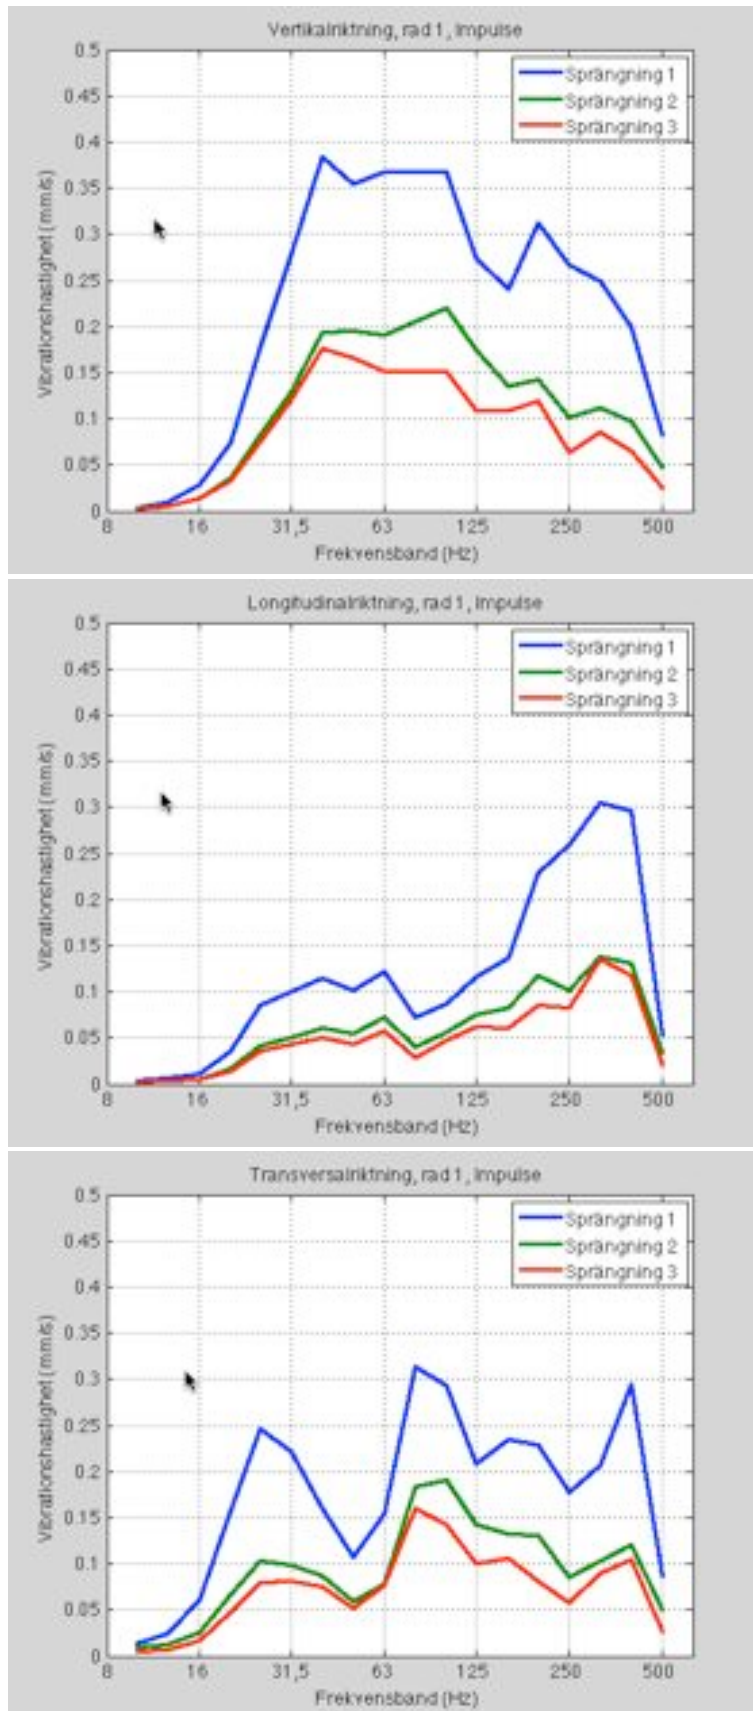 Vertikalriktning, rad 1, Impulse
0.5
0.45
0.4
0.35
0.3
0.25
0.2
0.15
0.1
0.05
0
Vibrationshastighet (mm/s)
Sprängning 1
Sprängning 2
Sprängning 3
8 16 31,5 63 125 250 500
Frekvensband (Hz)
Longitudinalriktning, rad 1, Impulse
0.5
0.45
0.4
0.35
0.3
0.25
0.2
0.15
0.1
0.05
0
Vibrationshastighet (mm/s)
Sprängning 1
Sprängning 2
Sprängning 3
8 16 31,5 63 125 250 500
Frekvensband (Hz)
Transversalriktning, rad 1, Impulse
0.5
0.45
0.4
0.35
0.3
0.25
0.2
0.15
0.1
0.05
0
Vibrationshastighet (mm/s)
Sprängning 1
Sprängning 2
Sprängning 3
8 16 31,5 63 125 250 500
Frekvensband (Hz)